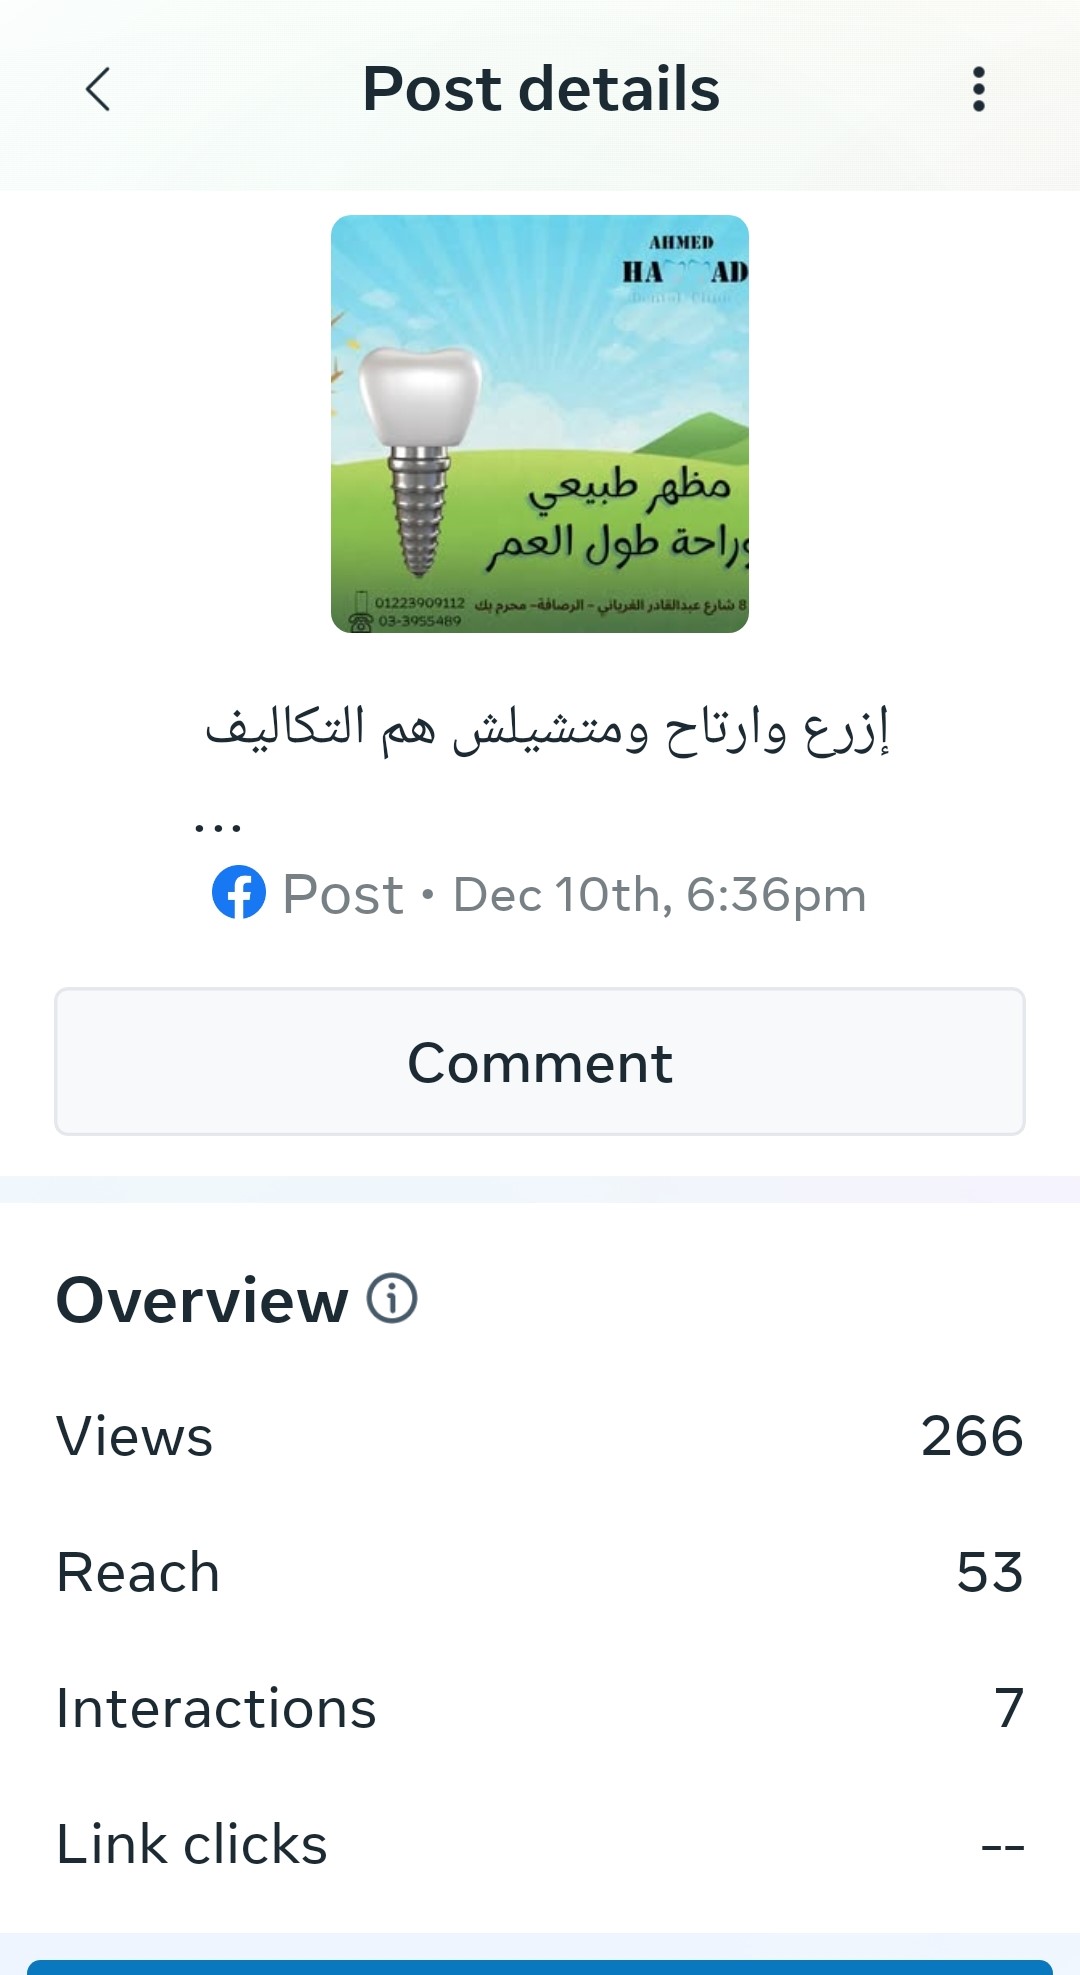 Post details
AHMED
HA AD
Dental Clinic
مظهر طبيعي
وراحة طول العمر
01223909112
8 شارع عبدالقادر الغرياني - الرصافة- محرم بك
03-3955489
إزرع وارتاح ومتشيلش هم التكاليف
...
Post • Dec 10th, 6:36pm
Comment
Overview
Views 266
Reach 53
Interactions 7
Link clicks --